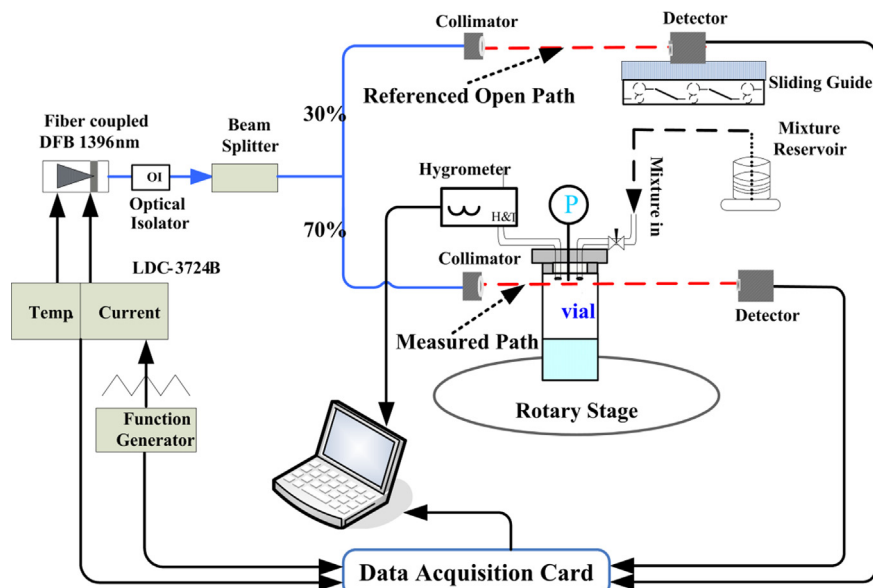 Collimator
Detector
Referenced Open Path
Sliding Guide
30%
Fiber coupled
DFB 1396nm
Beam
Splitter
OI
Optical
Isolator
Hygrometer
H&T
P
Mixture in
Mixture
Reservoir
70%
LDC-3724B
Collimator
Temp.
Current
vial
Measured Path
Detector
Rotary Stage
Function
Generator
Data Acquisition Card